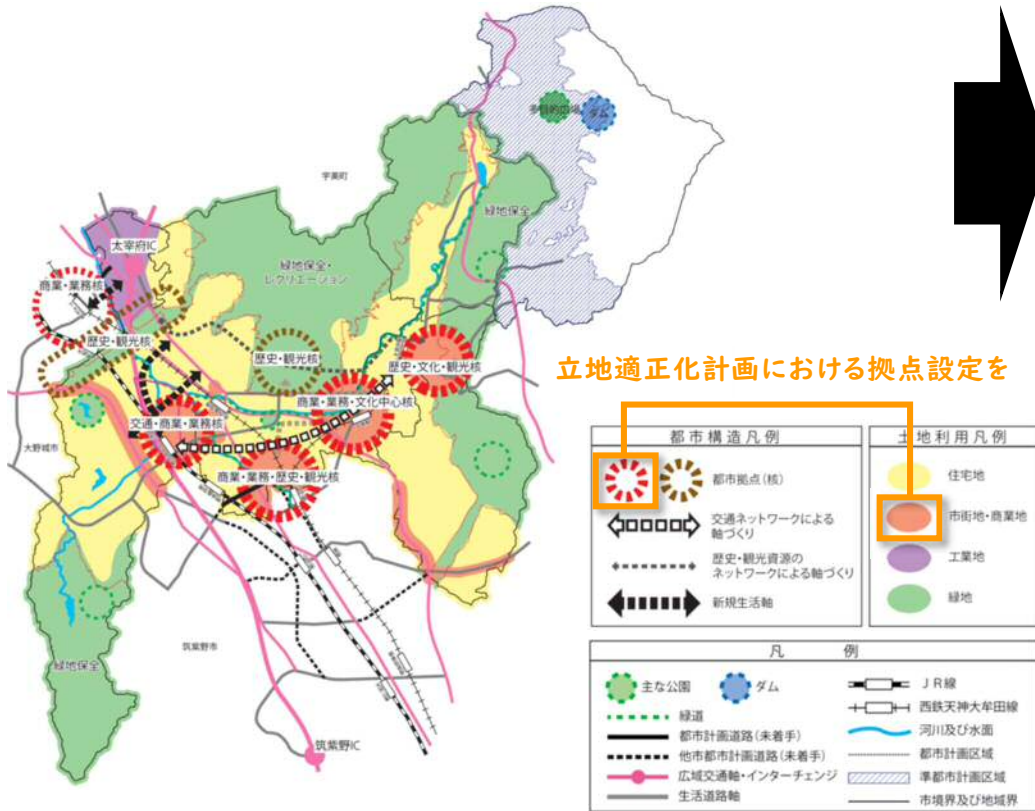 多目的広場
ダム
宇美町
緑地保全
太宰府IC
緑地保全・
レクリエーション
商業・業務核
歴史・観光核
歴史・観光核
歴史・文化・観光核
商業・業務・文化中心核
交通・商業・業務核
大野城市
商業・業務・歴史・観光核
筑紫野市
緑地保全
筑紫野IC
立地適正化計画における拠点設定を
都市構造凡例
都市拠点（核）
交通ネットワークによる
軸づくり
歴史・観光資源の
ネットワークによる軸づくり
新規生活軸
土地利用凡例
住宅地
市街地・商業地
工業地
緑地
凡例
主な公園
ダム
緑道
都市計画道路（未着手）
他市都市計画道路（未着手）
広域交通軸・インターチェンジ
生活道路軸
ＪＲ線
西鉄天神大牟田線
河川及び水面
都市計画区域
準都市計画区域
市境界及び地域界